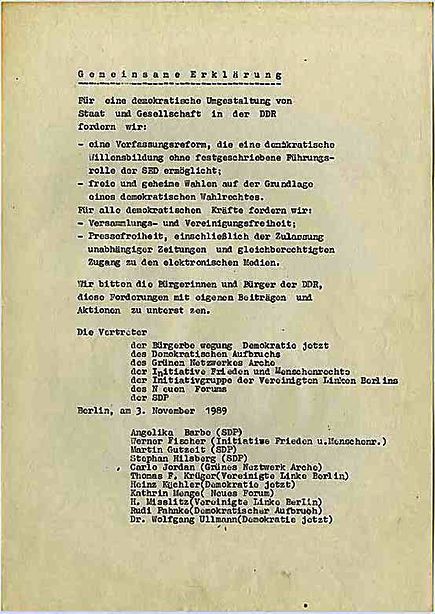 Gemeinsame Erklärung
Für eine demokratische Umgestaltung von
Staat und Gesellschaft in der DDR
fordern wir:
- eine Verfassungsreform, die eine demokratische
Willensbildung ohne festgeschriebene Führungs-
rolle der SED ermöglicht;
- freie und geheime Wahlen auf der Grundlage
eines demokratischen Wahlrechtes.
Für alle demokratischen Kräfte fordern wir:
- Versammlungs- und Vereinigungsfreiheit;
- Pressefreiheit, einschließlich der Zulassung
unabhängiger Zeitungen und gleichberechtigten
Zugang zu den elektronischen Medien.
Wir bitten die Bürgerinnen und Bürger der DDR,
diese Forderungen mit eigenen Beiträgen und
Aktionen zu unterst zen.
Die Vertreter
der Bürgerbe wegung Demokratie jetzt
des Demokratischen Aufbruchs
des Grünen Netzwerkes Arche
der Initiative Frieden und Menschenrechte
der Initiativgruppe der Vereinigten Linken Berlins
des N euen Forums
der SDP
Berlin, am 3. November 1989
Angelika Barbe (SDP)
Werner Fischer (Initiative Frieden u.Menschenr.)
Martin Gutzeit (SDP)
Stephan Hilsberg (SDP)
Carlo Jordan (Grünes Neztwerk Arche)
Thomas F. Krüger(Vereinigte Linke Berlin)
Heinz Küchler(Demokratie jetzt)
Kathrin Menge( Neues Forum)
H. Misslitz(Vereinigte Linke Berlin)
Rudi Pahnke(Demokratischer Aufbruch)
Dr. Wolfgang Ullmann(Demokratie jetzt)